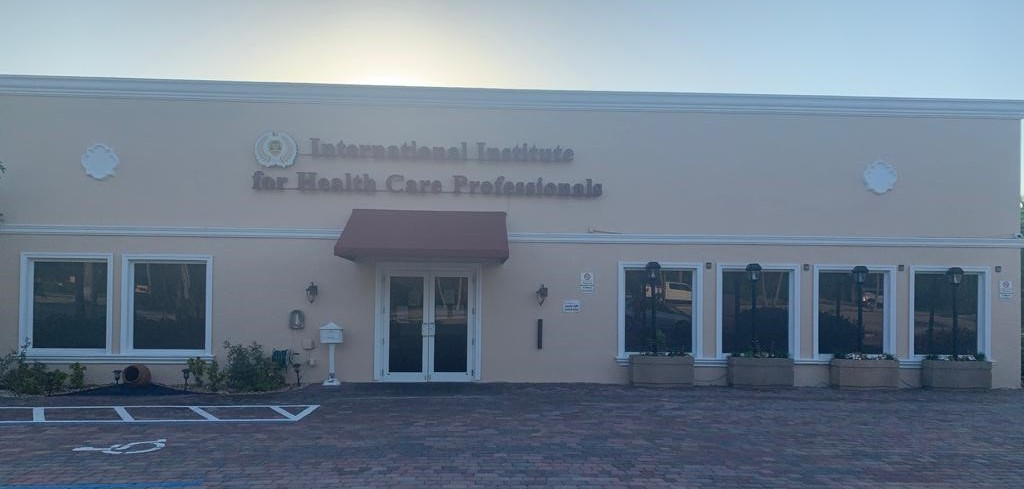 International Institute
for Health Care Professionals